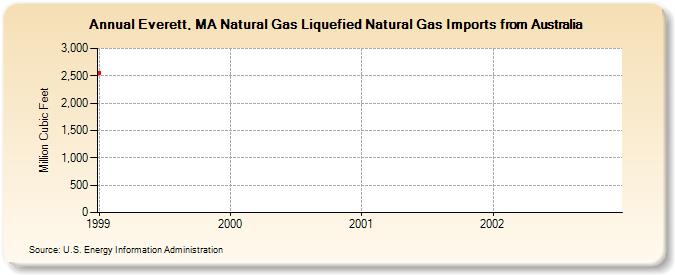 Annual Everett, MA Natural Gas Liquefied Natural Gas Imports from Australia
Million Cubic Feet
3,000
2,500
2,000
1,500
1,000
500
0
1999 2000 2001 2002
Source: U.S. Energy Information Administration